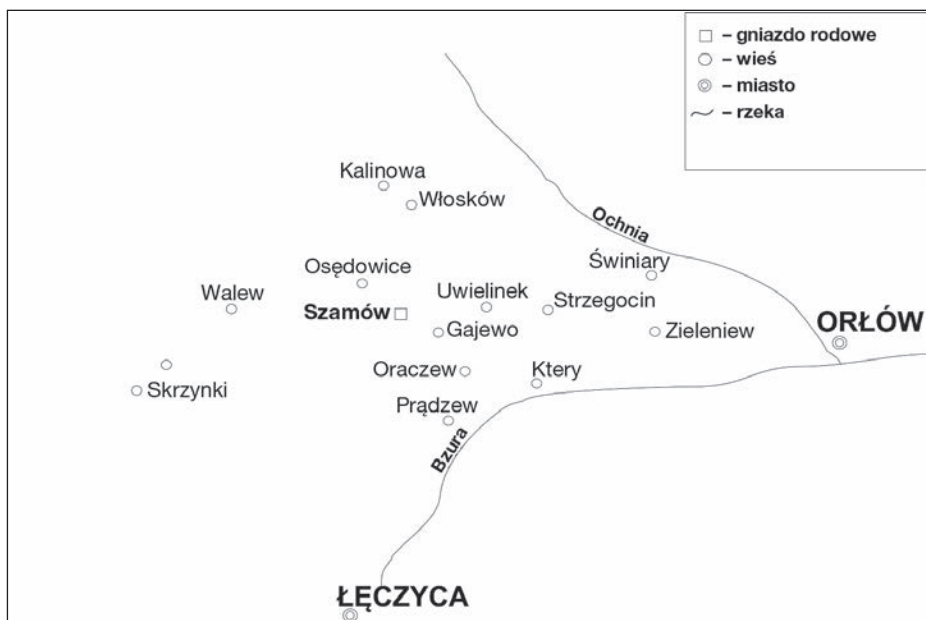 □ – gniazdo rodowe
○ – wieś
◎ – miasto
– rzeka
Kalinowa
Włosków
Ochnia
Świniary
Osędowice
Walew
Uwielinek
Strzegocin
Szamów
Gajewo
Zieleniew
ORŁÓW
Oraczew
Ktery
Skrzynki
Prądzew
Bzura
ŁĘCZYCA